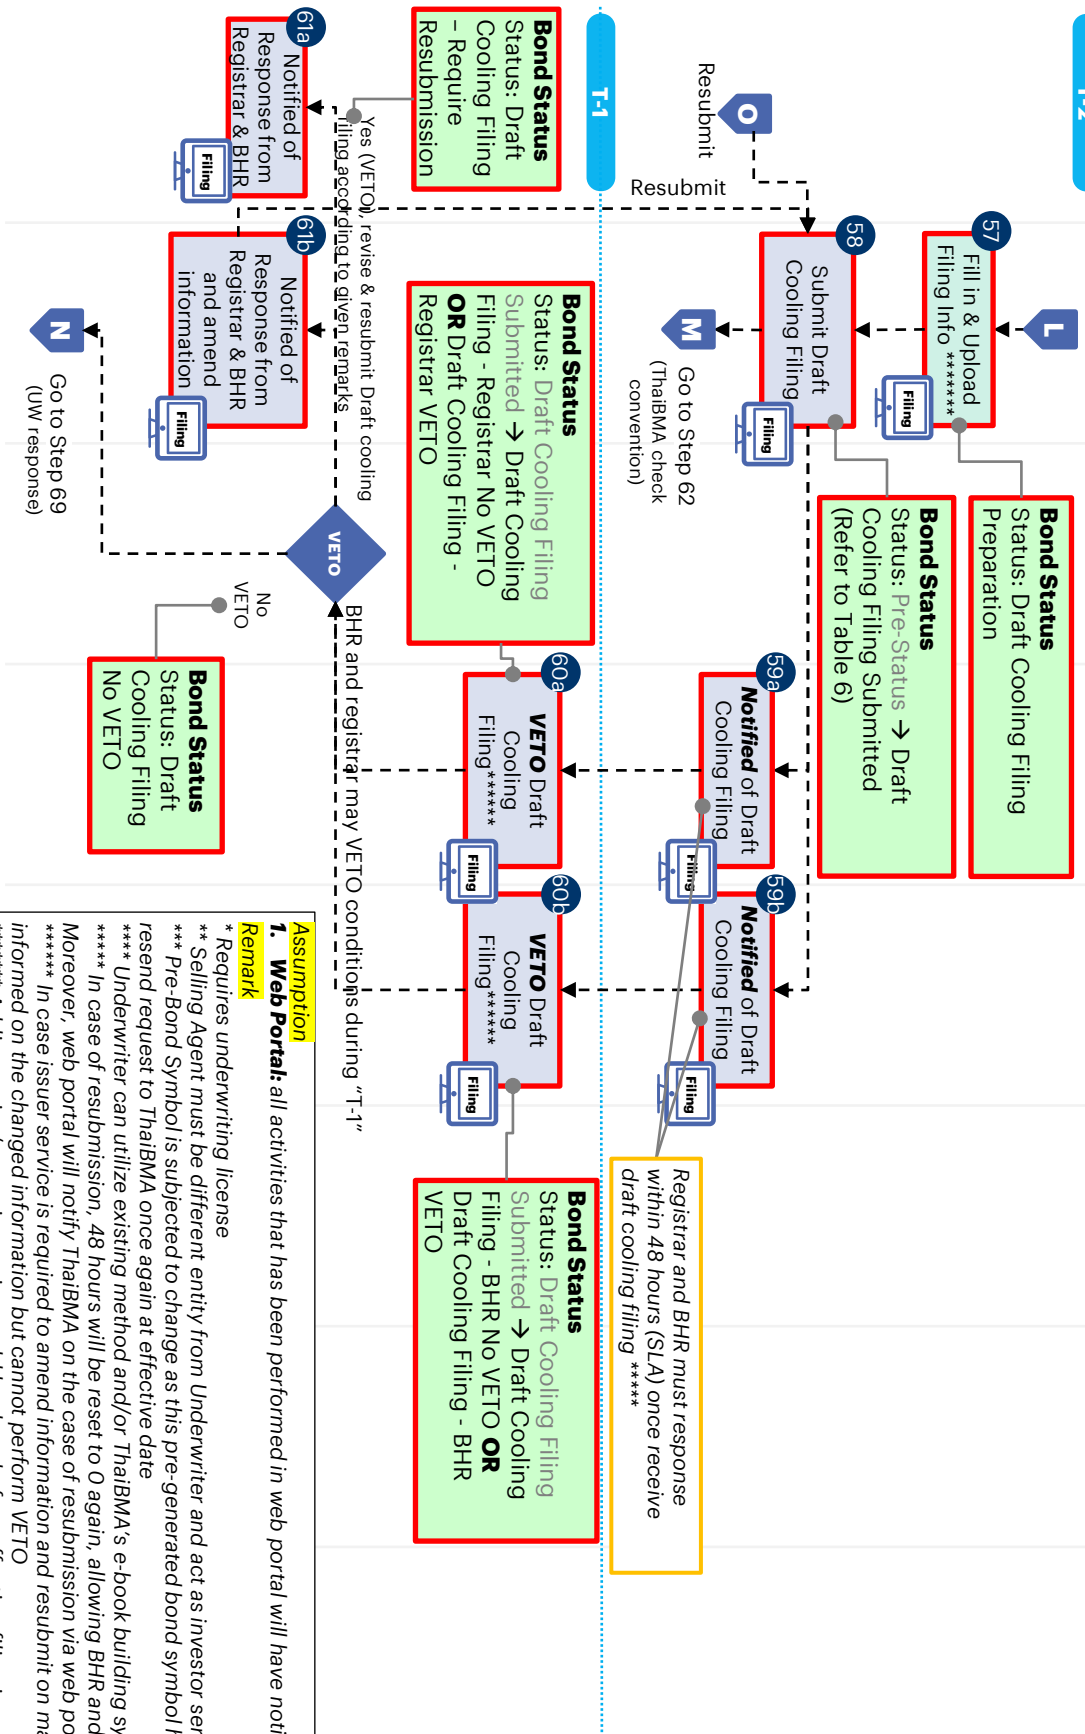 T-2
L
57
Fill in & Upload
Filing Info *******
Filing
Bond Status
Status: Draft Cooling Filing
Preparation
O
Resubmit
Resubmit
58
Submit Draft
Cooling Filing
Filing
Bond Status
Status: Pre-Status → Draft
Cooling Filing Submitted
(Refer to Table 6)
M
Go to Step 62
(ThaiBMA check
convention)
59a
Notified of Draft
Cooling Filing
Filing
59b
Notified of Draft
Cooling Filing
Filing
Registrar and BHR must response
within 48 hours (SLA) once receive
draft cooling filing *****
T-1
Bond Status
Status: Draft
Cooling Filing
– Require
Resubmission
Bond Status
Status: Draft Cooling Filing
Submitted → Draft Cooling
Filing - Registrar No VETO
OR Draft Cooling Filing -
Registrar VETO
60a
VETO Draft
Cooling
Filing******
Filing
60b
VETO Draft
Cooling
Filing******
Filing
Bond Status
Status: Draft Cooling Filing
Submitted → Draft Cooling
Filing - BHR No VETO OR
Draft Cooling Filing - BHR
VETO
Yes (VETO), revise & resubmit Draft cooling
filing according to given remarks
VETO
BHR and registrar may VETO conditions during “T-1”
61a
Notified of
Response from
Registrar & BHR
Filing
61b
Notified of
Response from
Registrar & BHR
and amend
information
Filing
No
VETO
Bond Status
Status: Draft
Cooling Filing
No VETO
N
Go to Step 69
(UW response)
Assumption
1. Web Portal: all activities that has been performed in web portal will have noti
Remark
* Requires underwriting license
** Selling Agent must be different entity from Underwriter and act as investor ser
*** Pre-Bond Symbol is subjected to change as this pre-generated bond symbol
resend request to ThaiBMA once again at effective date
**** Underwriter can utilize existing method and/or ThaiBMA’s e-book building sy
***** In case of resubmission, 48 hours will be reset to 0 again, allowing BHR and
Moreover, web portal will notify ThaiBMA on the case of resubmission via web po
****** In case issuer service is required to amend information and resubmit on ma
informed on the changed information but cannot perform VETO